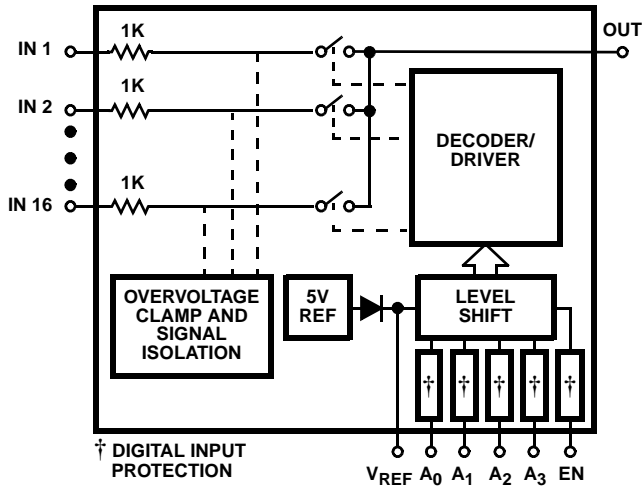 1K
OUT
IN 1
1K
IN 2
DECODER/
DRIVER
1K
IN 16
OVERVOLTAGE
CLAMP AND
SIGNAL
ISOLATION
5V
REF
LEVEL
SHIFT
† † † † †
† DIGITAL INPUT
PROTECTION
VREF A0 A1 A2 A3 EN